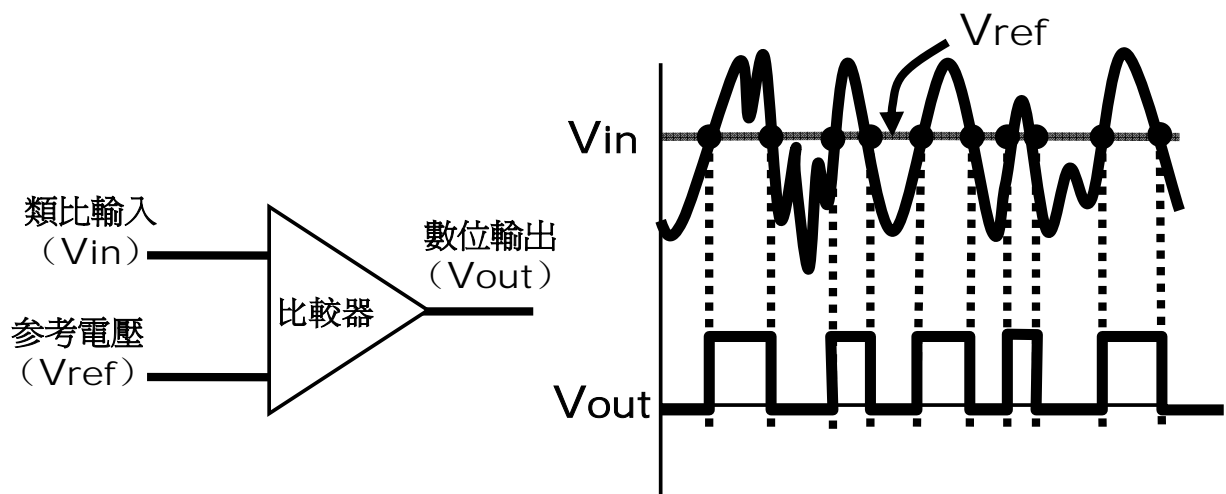 類比輸入
（Vin）
参考電壓
（Vref）
比較器
數位輸出
（Vout）
Vref
Vin
Vout